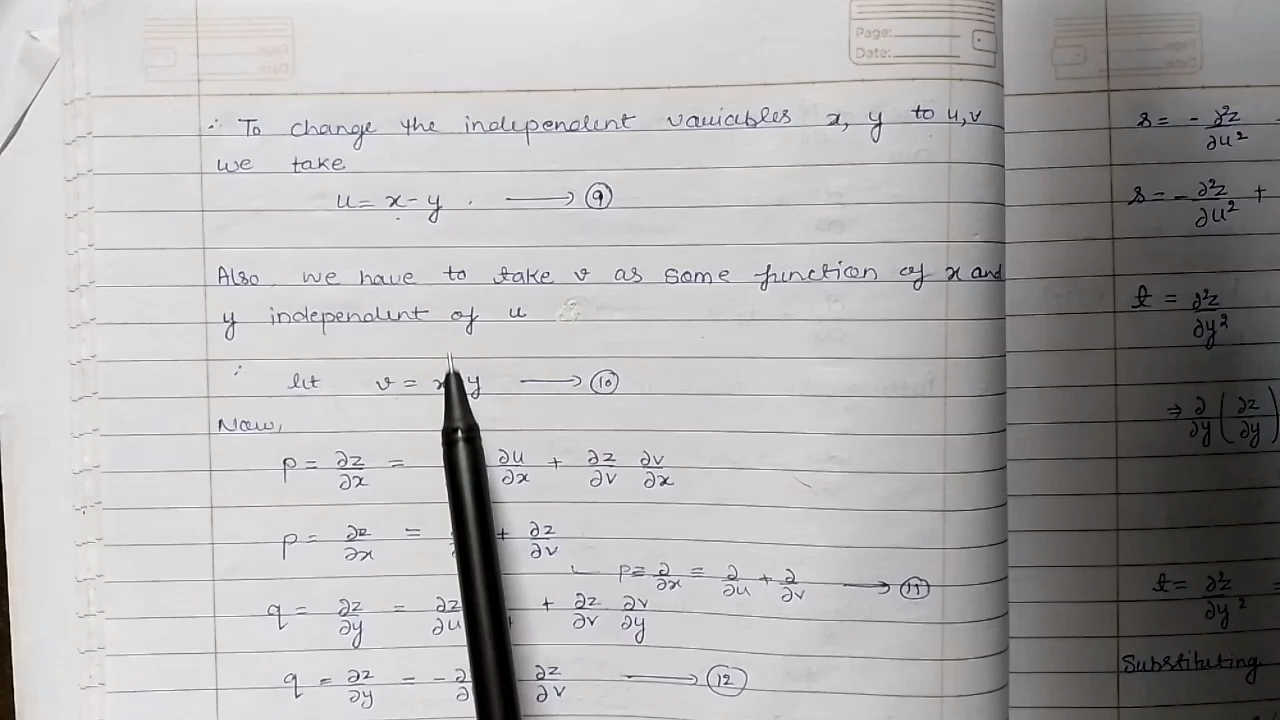 Page:
Date:
∴ To change the independent variables x, y to u,v
we take
u = x - y . ⟶ ⑨
Also we have to take v as some function of x and
y independent of u
∴ let v = x y ⟶ ⑩
Now,
p = ∂z/∂x = ∂u/∂x + ∂z/∂v ∂v/∂x
p = ∂z/∂x = + ∂z/∂v
p = ∂/∂x = ∂/∂u + ∂/∂v ⟶ ⑪
q = ∂z/∂y = ∂z/∂u + ∂z/∂v ∂v/∂y
q = ∂z/∂y = -∂ ∂z/∂v ⟶ ⑫
s = - ∂²z/∂u²
s = - ∂²z/∂u² +
t = ∂²z/∂y²
⇒ ∂/∂y (∂z/∂y)
t = ∂²z/∂y² =
Substituting